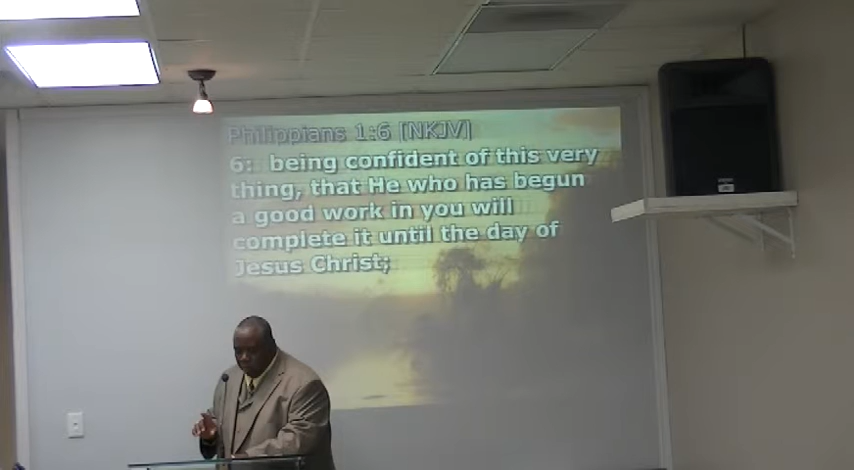 Philippians 1:6 [NKJV]
6: being confident of this very
thing, that He who has begun
a good work in you will
complete it until the day of
Jesus Christ;